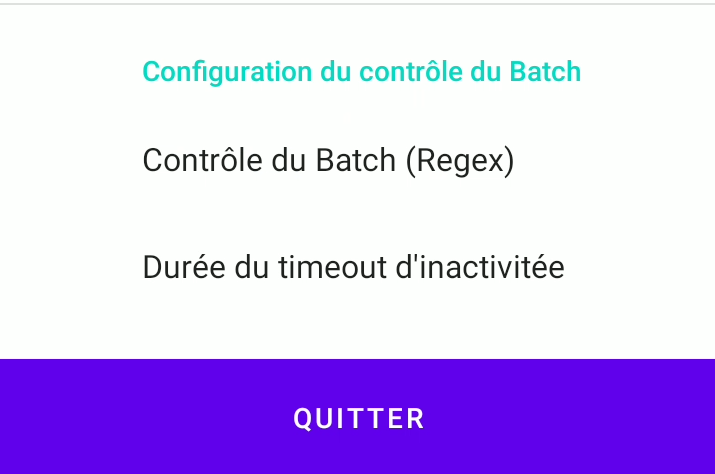 Configuration du contrôle du Batch
Contrôle du Batch (Regex)
Durée du timeout d'inactivitée
QUITTER